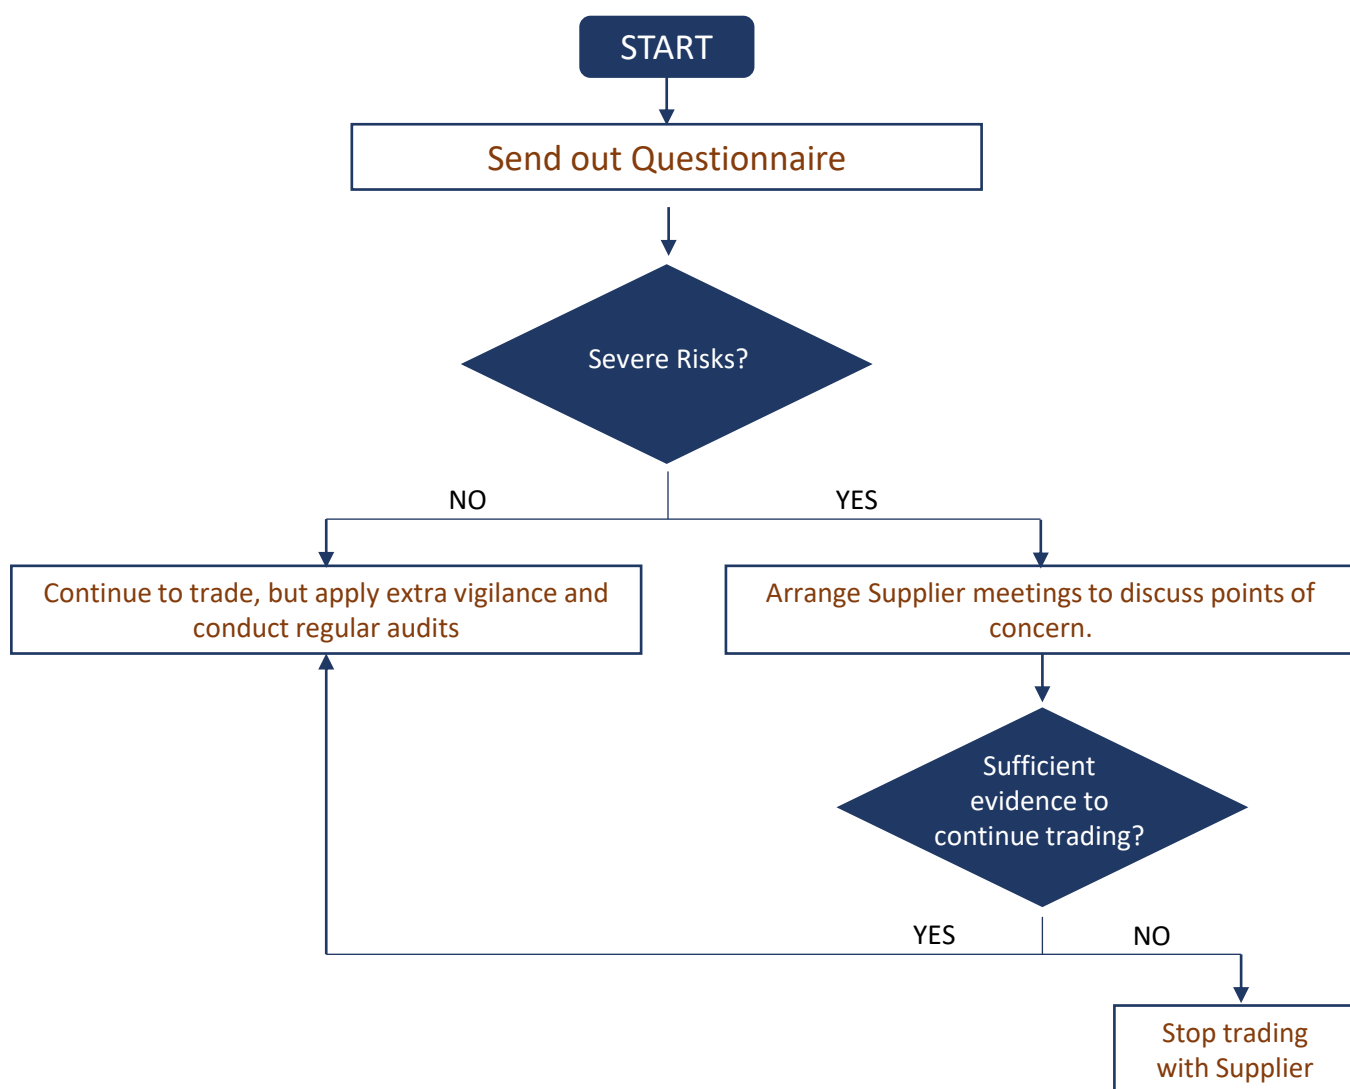 START
Send out Questionnaire
Severe Risks?
NO
YES
Continue to trade, but apply extra vigilance and
conduct regular audits
Arrange Supplier meetings to discuss points of
concern.
Sufficient
evidence to
continue trading?
YES
NO
Stop trading
with Supplier